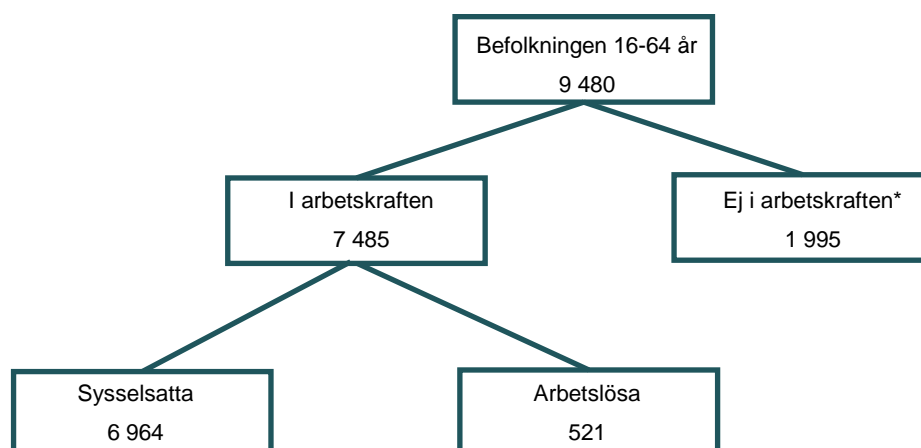 Befolkningen 16-64 år
9 480
I arbetskraften
7 485
Ej i arbetskraften*
1 995
Sysselsatta
6 964
Arbetslösa
521